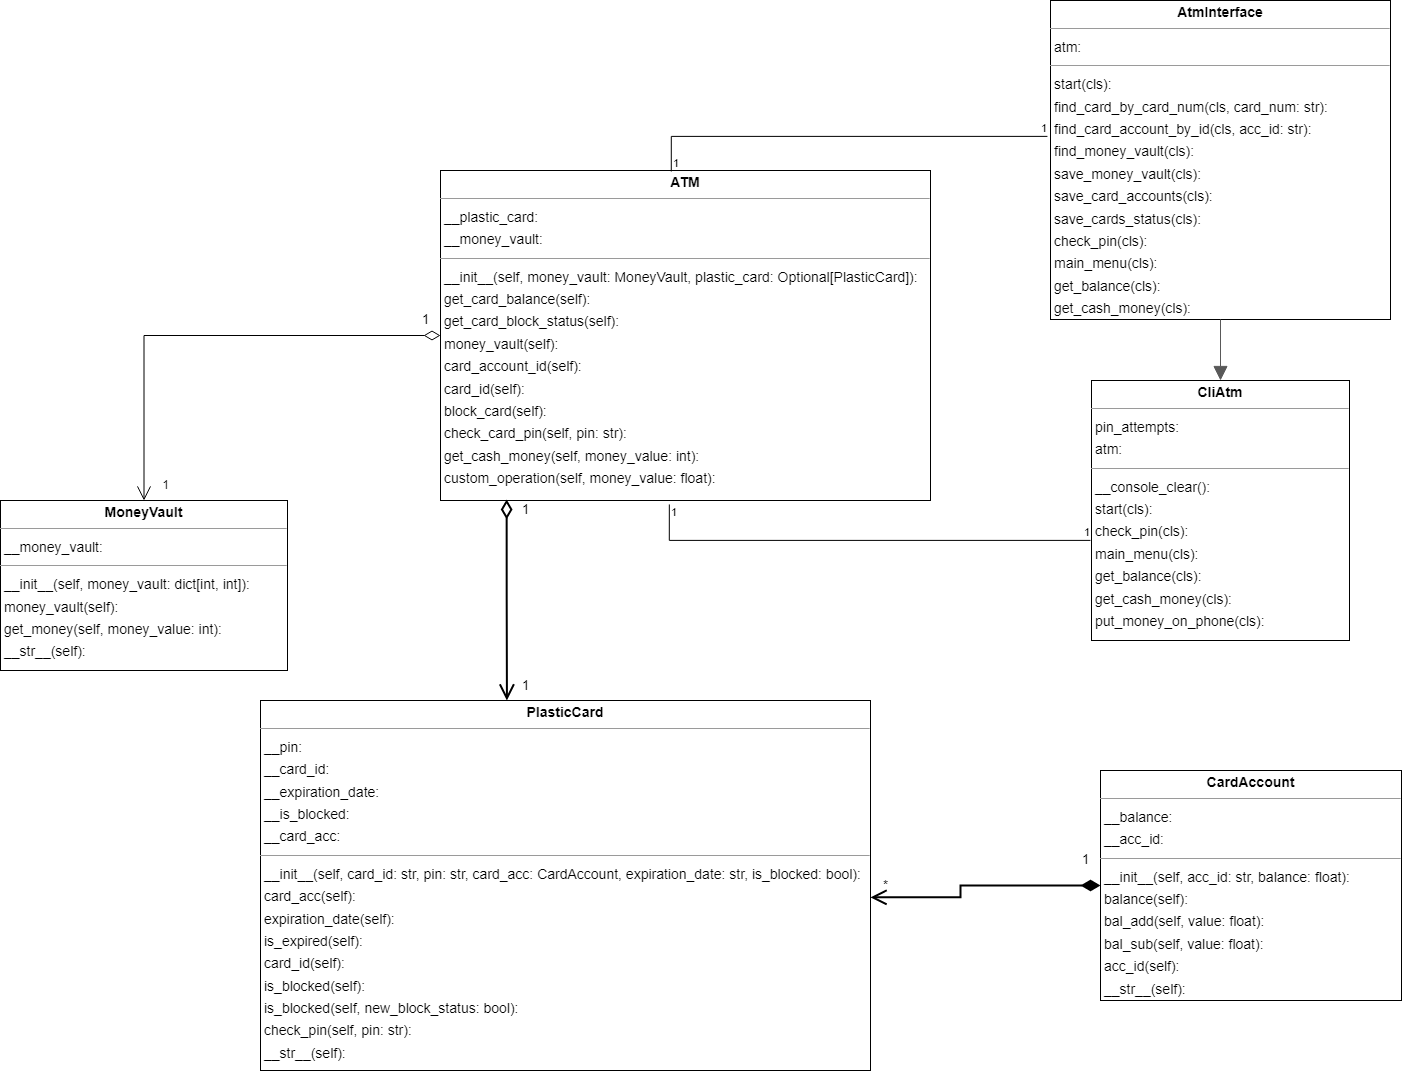 AtmInterface
atm:
start(cls):
find_card_by_card_num(cls, card_num: str):
find_card_account_by_id(cls, acc_id: str):
find_money_vault(cls):
save_money_vault(cls):
save_card_accounts(cls):
save_cards_status(cls):
check_pin(cls):
main_menu(cls):
get_balance(cls):
get_cash_money(cls):
1
1
ATM
__plastic_card:
__money_vault:
__init__(self, money_vault: MoneyVault, plastic_card: Optional[PlasticCard]):
get_card_balance(self):
get_card_block_status(self):
money_vault(self):
card_account_id(self):
card_id(self):
block_card(self):
check_card_pin(self, pin: str):
get_cash_money(self, money_value: int):
custom_operation(self, money_value: float):
1
1
1
1
1
1
CliAtm
pin_attempts:
atm:
__console_clear():
start(cls):
check_pin(cls):
main_menu(cls):
get_balance(cls):
get_cash_money(cls):
put_money_on_phone(cls):
MoneyVault
__money_vault:
__init__(self, money_vault: dict[int, int]):
money_vault(self):
get_money(self, money_value: int):
__str__(self):
PlasticCard
__pin:
__card_id:
__expiration_date:
__is_blocked:
__card_acc:
__init__(self, card_id: str, pin: str, card_acc: CardAccount, expiration_date: str, is_blocked: bool):
card_acc(self):
expiration_date(self):
is_expired(self):
card_id(self):
is_blocked(self):
is_blocked(self, new_block_status: bool):
check_pin(self, pin: str):
__str__(self):
*
1
CardAccount
__balance:
__acc_id:
__init__(self, acc_id: str, balance: float):
balance(self):
bal_add(self, value: float):
bal_sub(self, value: float):
acc_id(self):
__str__(self):